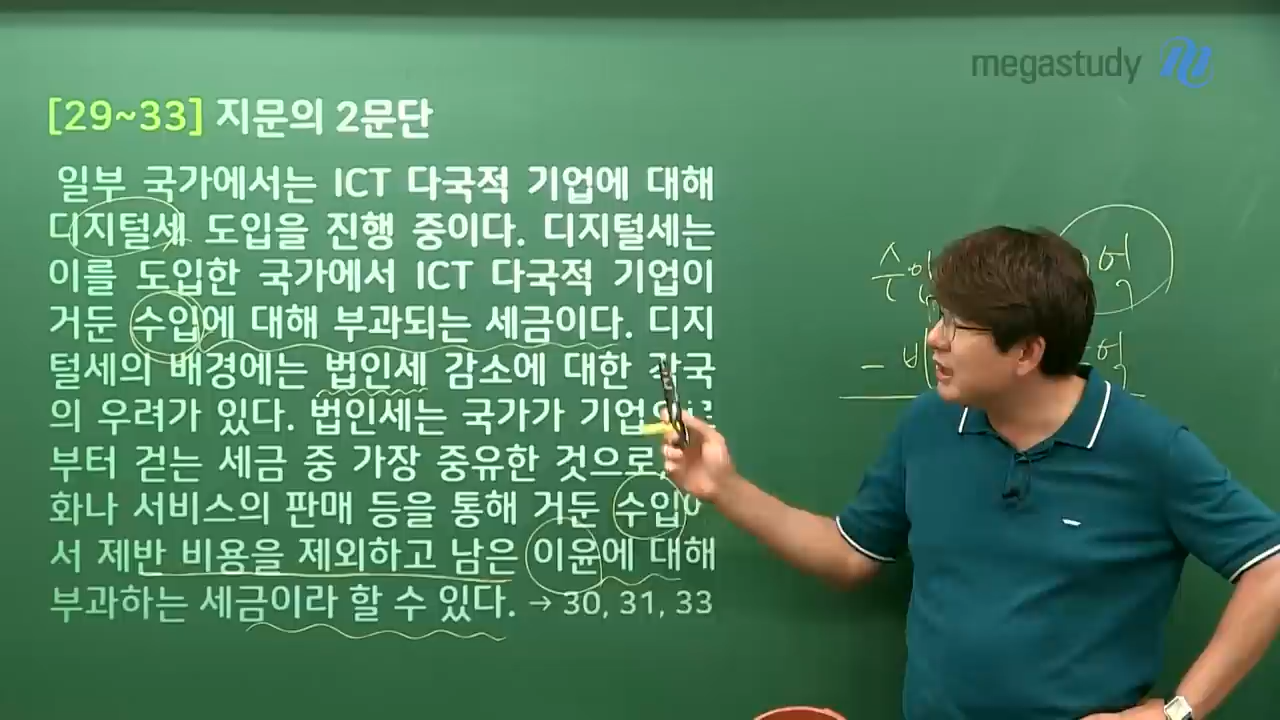 megastudy
[29~33] 지문의 2문단
일부 국가에서는 ICT 다국적 기업에 대해
디지털세 도입을 진행 중이다. 디지털세는
이를 도입한 국가에서 ICT 다국적 기업이
거둔 수입에 대해 부과되는 세금이다. 디지
털세의 배경에는 법인세 감소에 대한 각국
의 우려가 있다. 법인세는 국가가 기업으로
부터 걷는 세금 중 가장 중유한 것으로,
화나 서비스의 판매 등을 통해 거둔 수입에
서 제반 비용을 제외하고 남은 이윤에 대해
부과하는 세금이라 할 수 있다. → 30, 31, 33